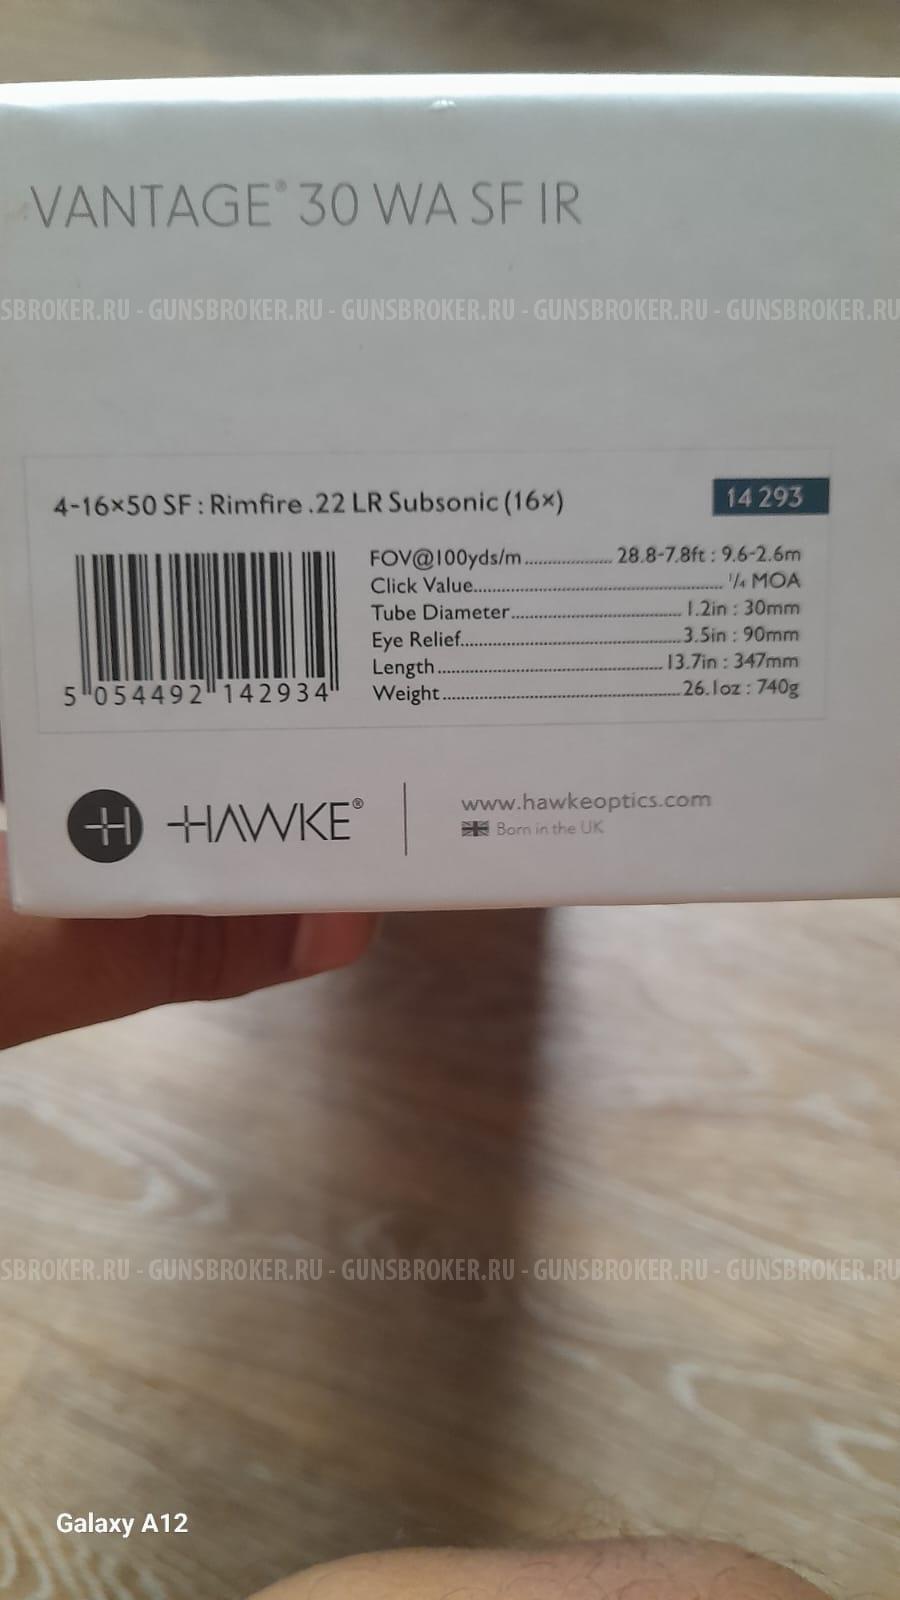 VANTAGE® 30 WA SF IR
SBROKER.RU - GUNSBROKER.RU - GUNSBROKER.RU - GUNSBROKER.RU - GUNSBROKER.RU
4-16×50 SF : Rimfire .22 LR Subsonic (16×)
14 293
FOV@100yds/m 28.8-7.8ft : 9.6-2.6m
Click Value 1/4 MOA
Tube Diameter 1.2in : 30mm
Eye Relief 3.5in : 90mm
Length 13.7in : 347mm
Weight 26.1oz : 740g
5 054492 142934
H HAWKE®
www.hawkeoptics.com
Born in the UK
SBROKER.RU - GUNSBROKER.RU - GUNSBROKER.RU - GUNSBROKER.RU - GUNSBROKER.RU
Galaxy A12